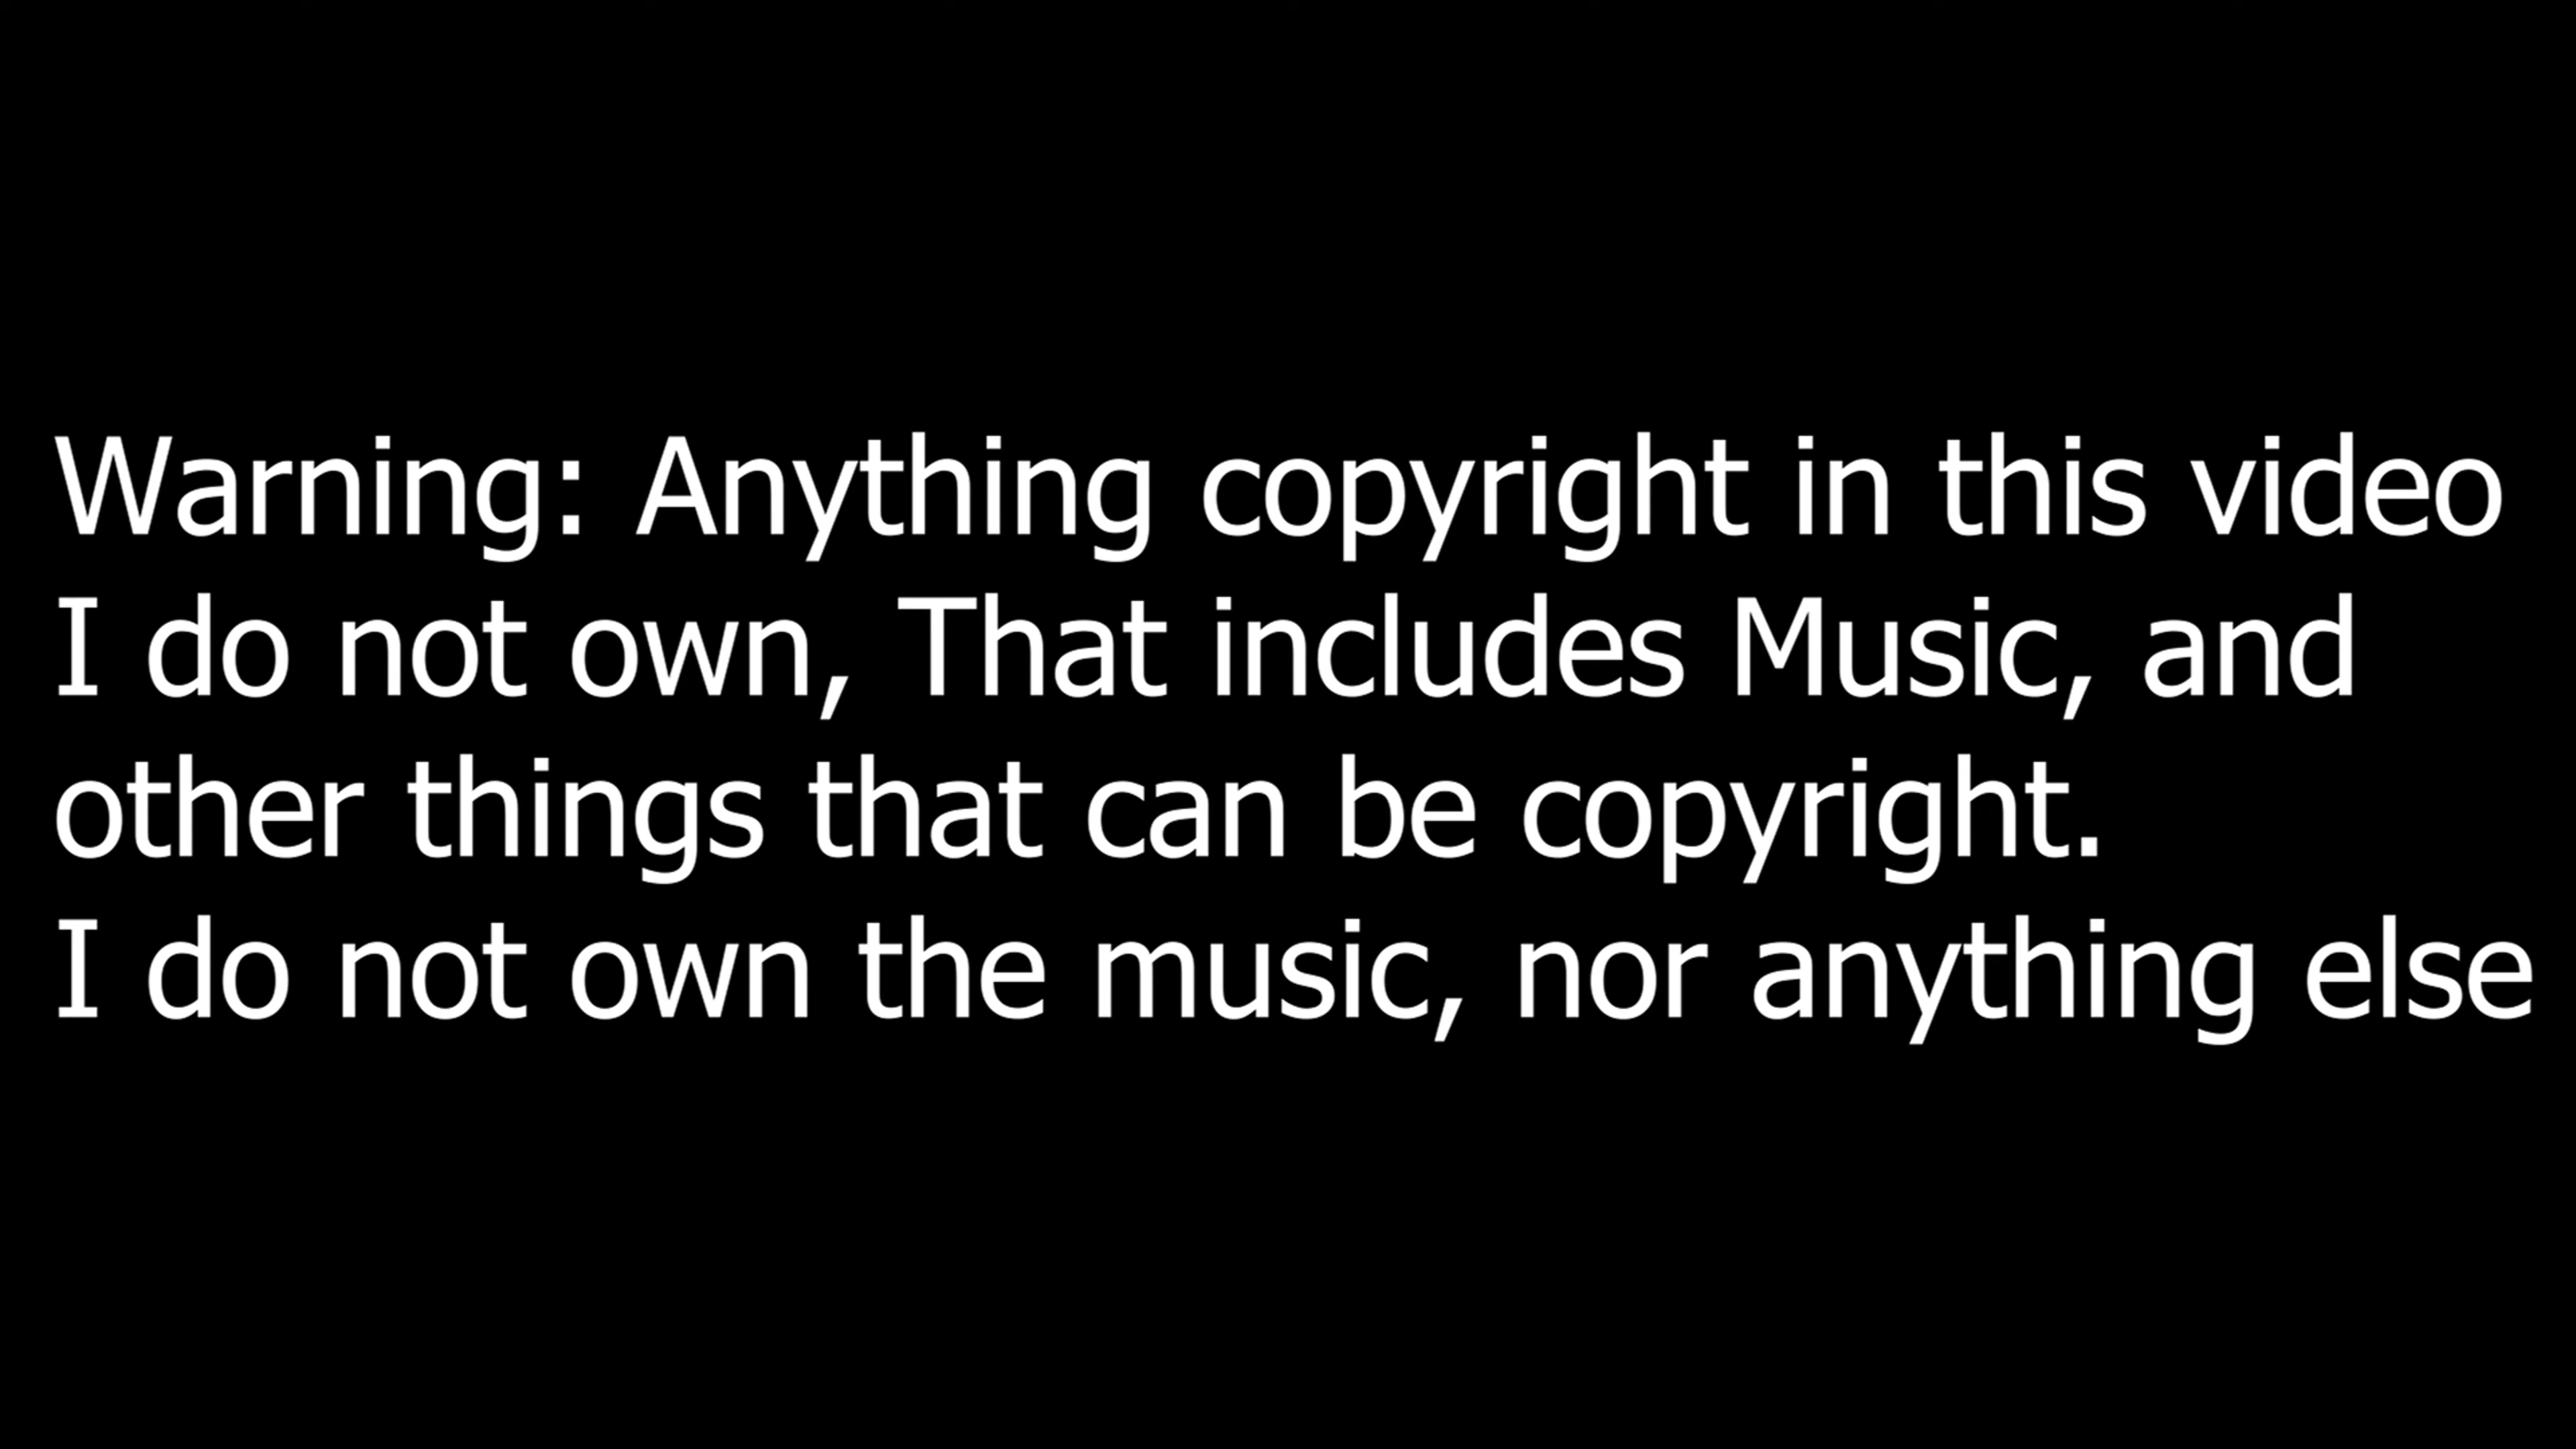 Warning: Anything copyright in this video
I do not own, That includes Music, and
other things that can be copyright.
I do not own the music, nor anything else